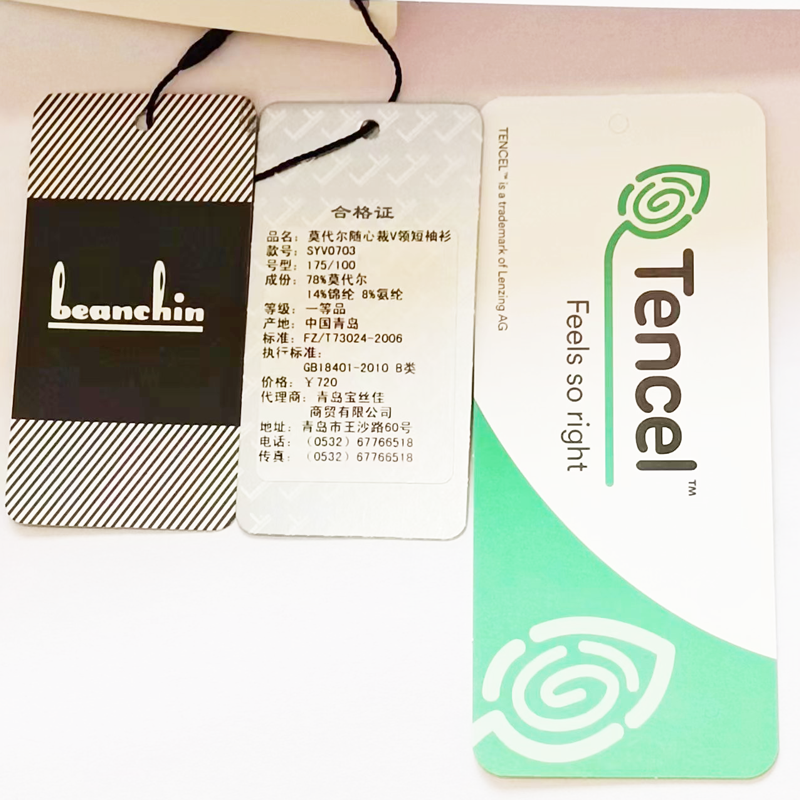 beanchin
合格证
品名：莫代尔随心裁V领短袖衫
款号：SYV0703
号型：175/100
成份：78%莫代尔
14%锦纶 8%氨纶
等级：一等品
产地：中国青岛
标准：FZ/T73024-2006
执行标准：
GB18401-2010 B类
价格：￥720
代理商：青岛宝丝佳
商贸有限公司
地址：青岛市王沙路60号
电话：（0532）67766518
传真：（0532）67766518
TENCEL™ is a trademark of Lenzing AG
Tencel™
Feels so right